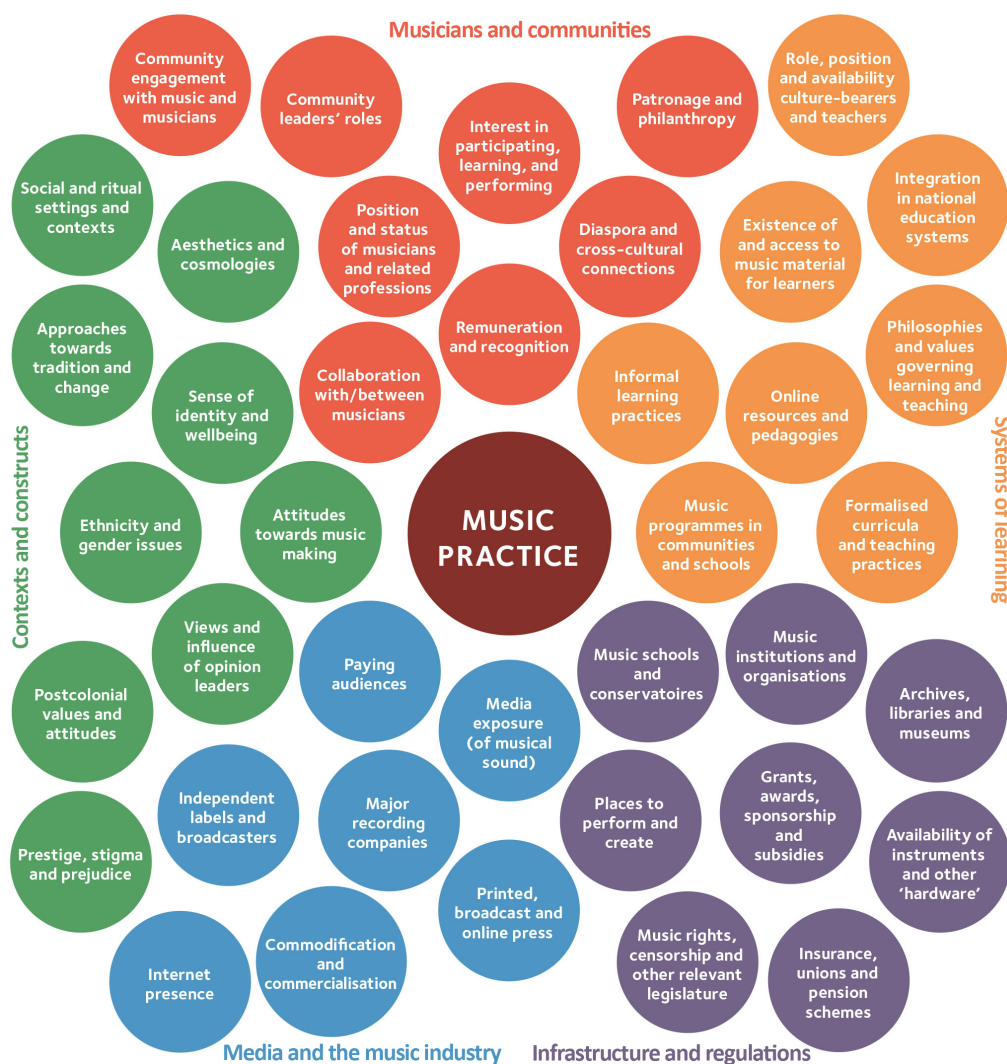 Musicians and communities
Community
engagement
with music and
musicians
Community
leaders’ roles
Interest in
participating,
learning, and
performing
Patronage and
philanthropy
Role, position
and availability
culture-bearers
and teachers
Social and ritual
settings and
contexts
Aesthetics and
cosmologies
Position
and status
of musicians
and related
professions
Diaspora and
cross-cultural
connections
Existence of
and access to
music material
for learners
Integration
in national
education
systems
Approaches
towards
tradition and
change
Sense of
identity and
wellbeing
Collaboration
with/between
musicians
Remuneration
and recognition
Informal
learning
practices
Online
resources and
pedagogies
Philosophies
and values
governing
learning and
teaching
Contexts and constructs
Ethnicity and
gender issues
Attitudes
towards music
making
MUSIC
PRACTICE
Music
programmes in
communities
and schools
Formalised
curricula
and teaching
practices
Systems of learining
Postcolonial
values and
attitudes
Views and
influence
of opinion
leaders
Paying
audiences
Media
exposure
(of musical
sound)
Music schools
and
conservatoires
Music
institutions and
organisations
Archives,
libraries and
museums
Prestige, stigma
and prejudice
Independent
labels and
broadcasters
Major
recording
companies
Places to
perform and
create
Grants,
awards,
sponsorship
and
subsidies
Availability of
instruments
and other
‘hardware’
Internet
presence
Commodification
and
commercialisation
Printed,
broadcast and
online press
Music rights,
censorship and
other relevant
legislature
Insurance,
unions and
pension
schemes
Media and the music industry
Infrastructure and regulations